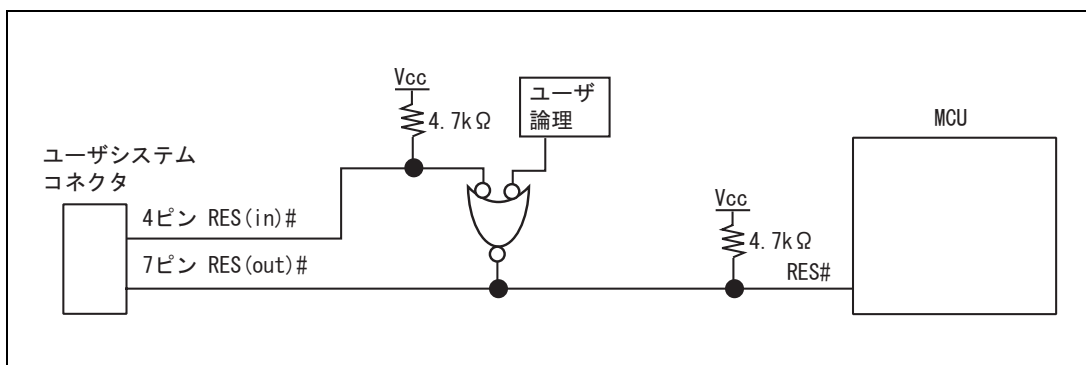 Vcc
4.7kΩ
ユーザ
論理
MCU
ユーザシステム
コネクタ
4ピン RES(in)#
7ピン RES(out)#
Vcc
4.7kΩ
RES#